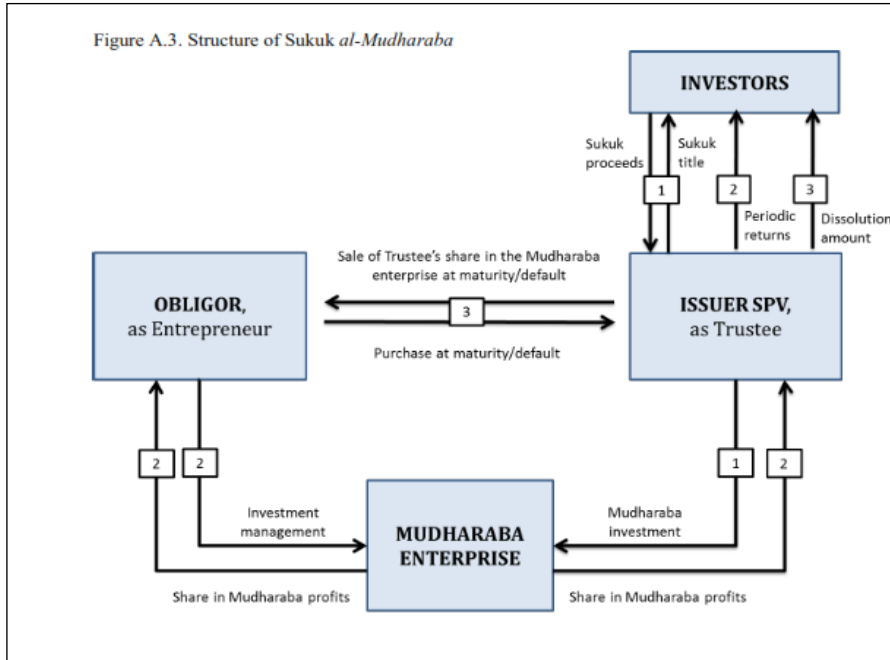 Figure A.3. Structure of Sukuk al-Mudharaba
INVESTORS
Sukuk
proceeds
Sukuk
title
1
2
3
Periodic
returns
Dissolution
amount
Sale of Trustee's share in the Mudharaba
enterprise at maturity/default
OBLIGOR,
as Entrepreneur
3
ISSUER SPV,
as Trustee
Purchase at maturity/default
2
2
1
2
Investment
management
MUDHARABA
ENTERPRISE
Mudharaba
investment
Share in Mudharaba profits
Share in Mudharaba profits